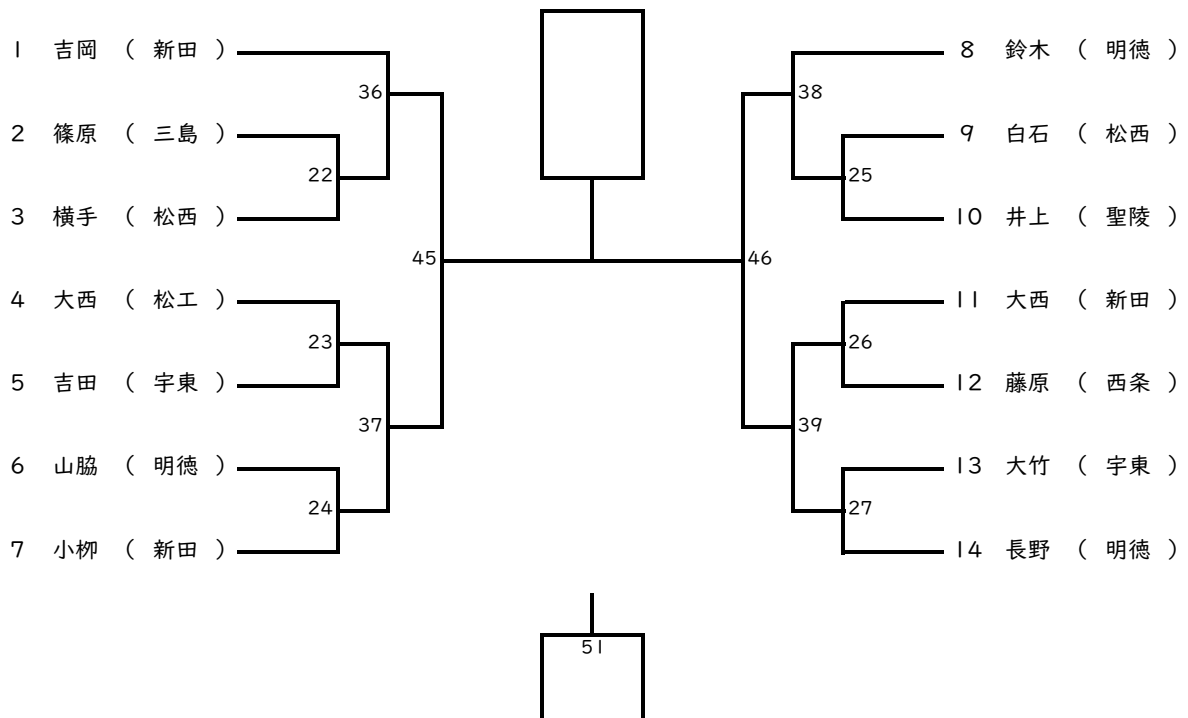 1 吉岡 ( 新田 )
36
2 篠原 ( 三島 )
22
3 横手 ( 松西 )
45
4 大西 ( 松工 )
23
5 吉田 ( 宇東 )
37
6 山脇 ( 明徳 )
24
7 小栁 ( 新田 )
8 鈴木 ( 明徳 )
38
9 白石 ( 松西 )
25
10 井上 ( 聖陵 )
46
11 大西 ( 新田 )
26
12 藤原 ( 西条 )
39
13 大竹 ( 宇東 )
27
14 長野 ( 明徳 )
51